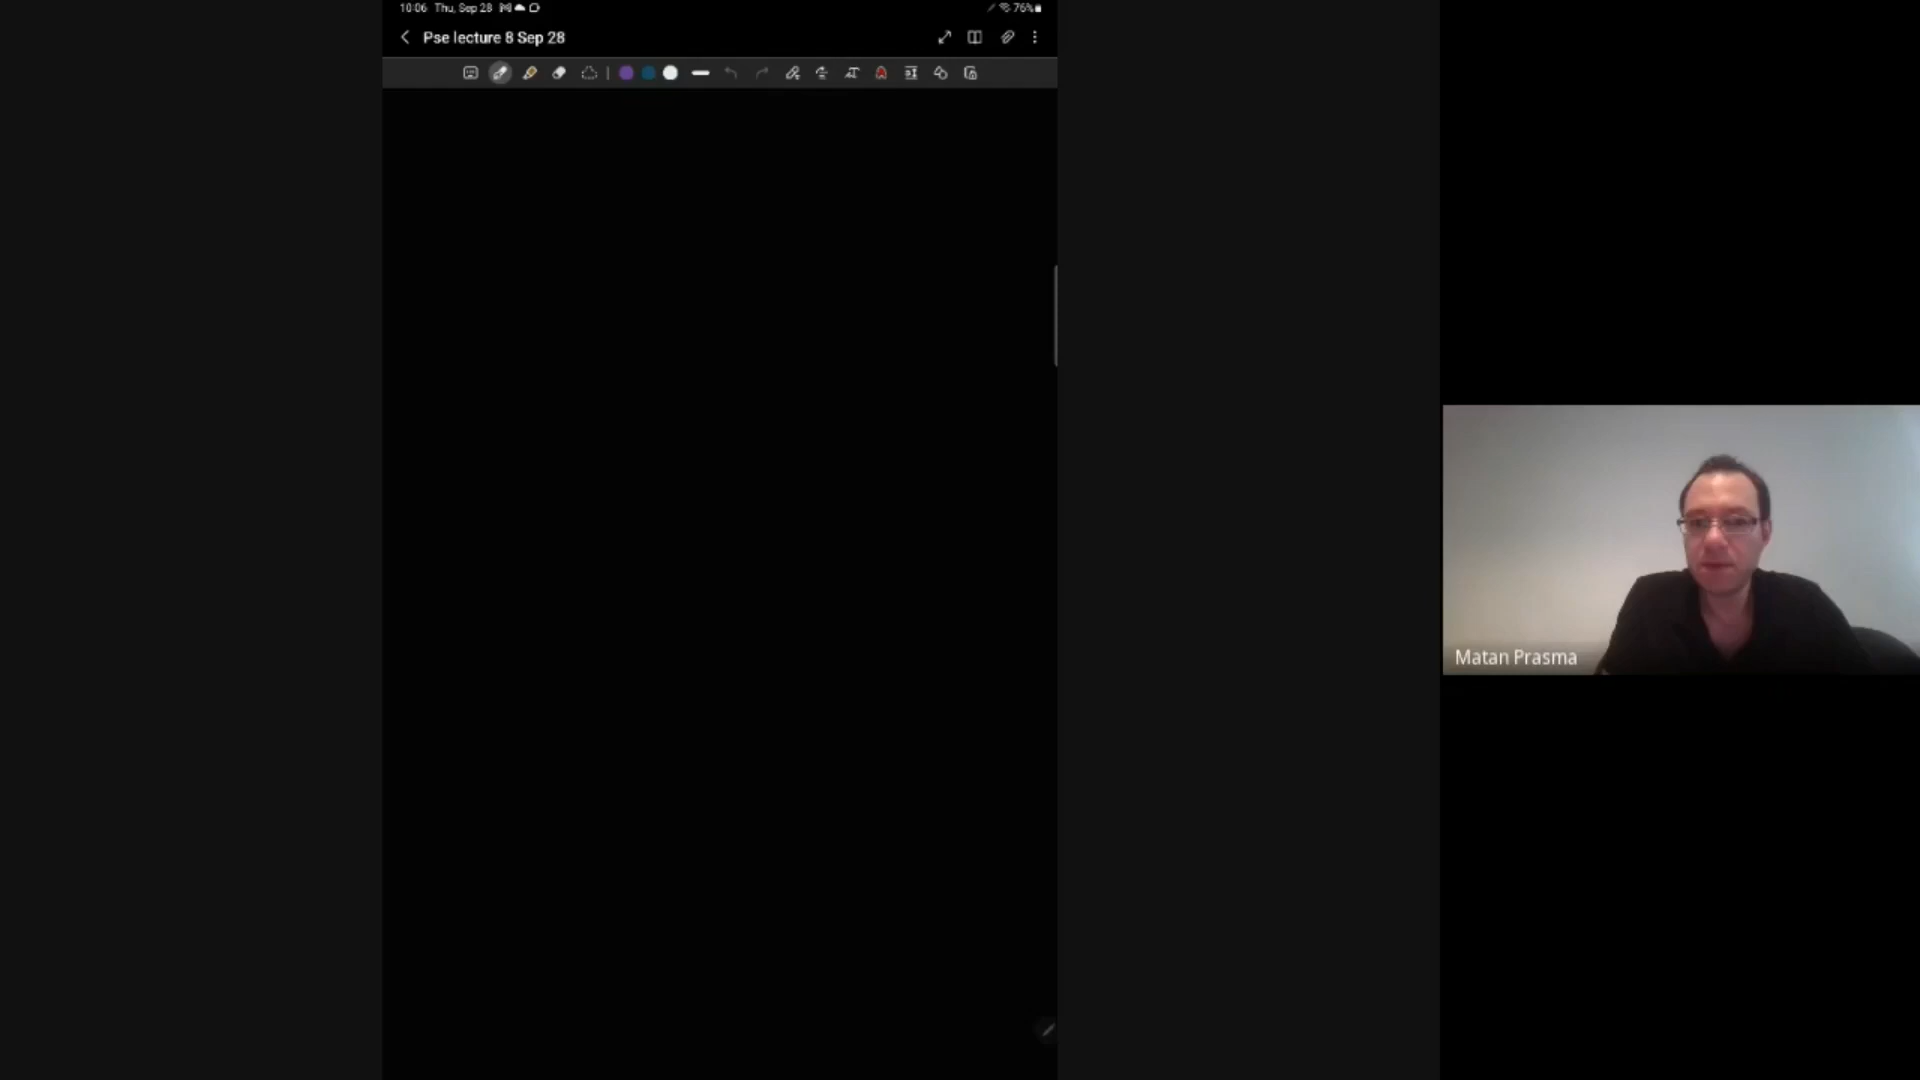 10:06 Thu, Sep 28
76%
Pse lecture 8 Sep 28
Matan Prasma